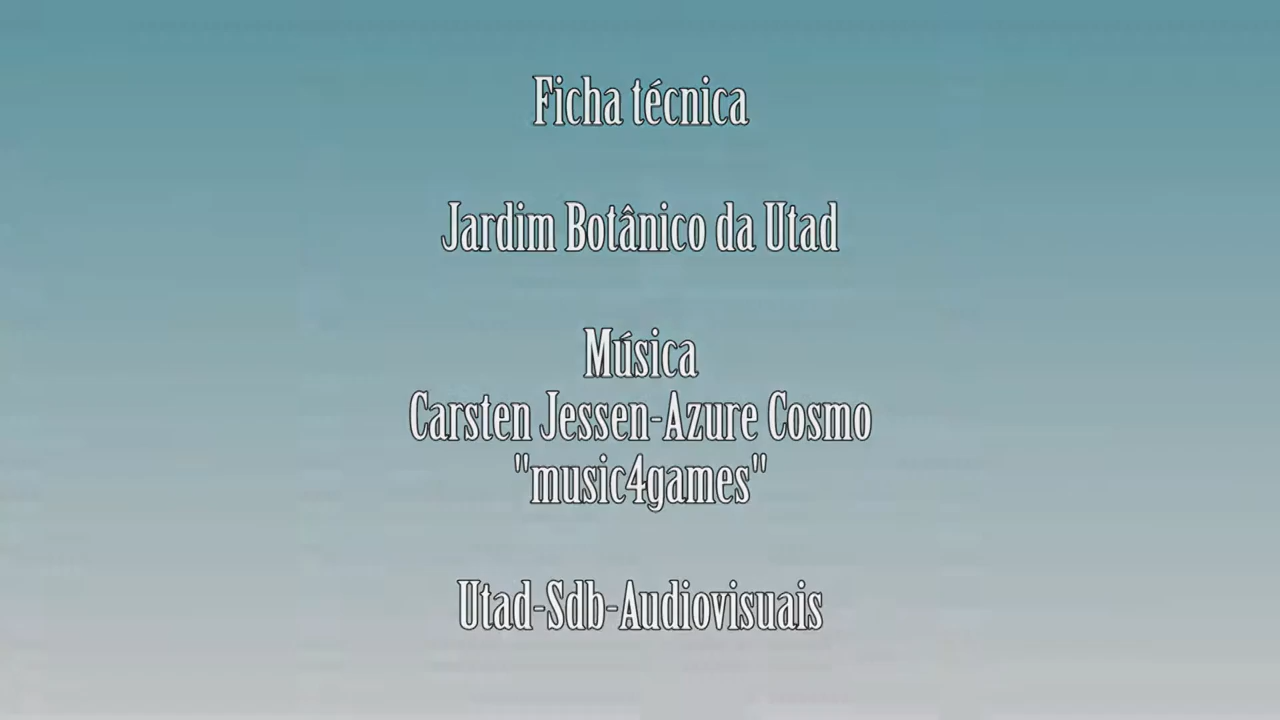 Ficha técnica
Jardim Botânico da Utad
Música
Carsten Jessen-Azure Cosmo
"music4games"
Utad-Sdb-Audiovisuais